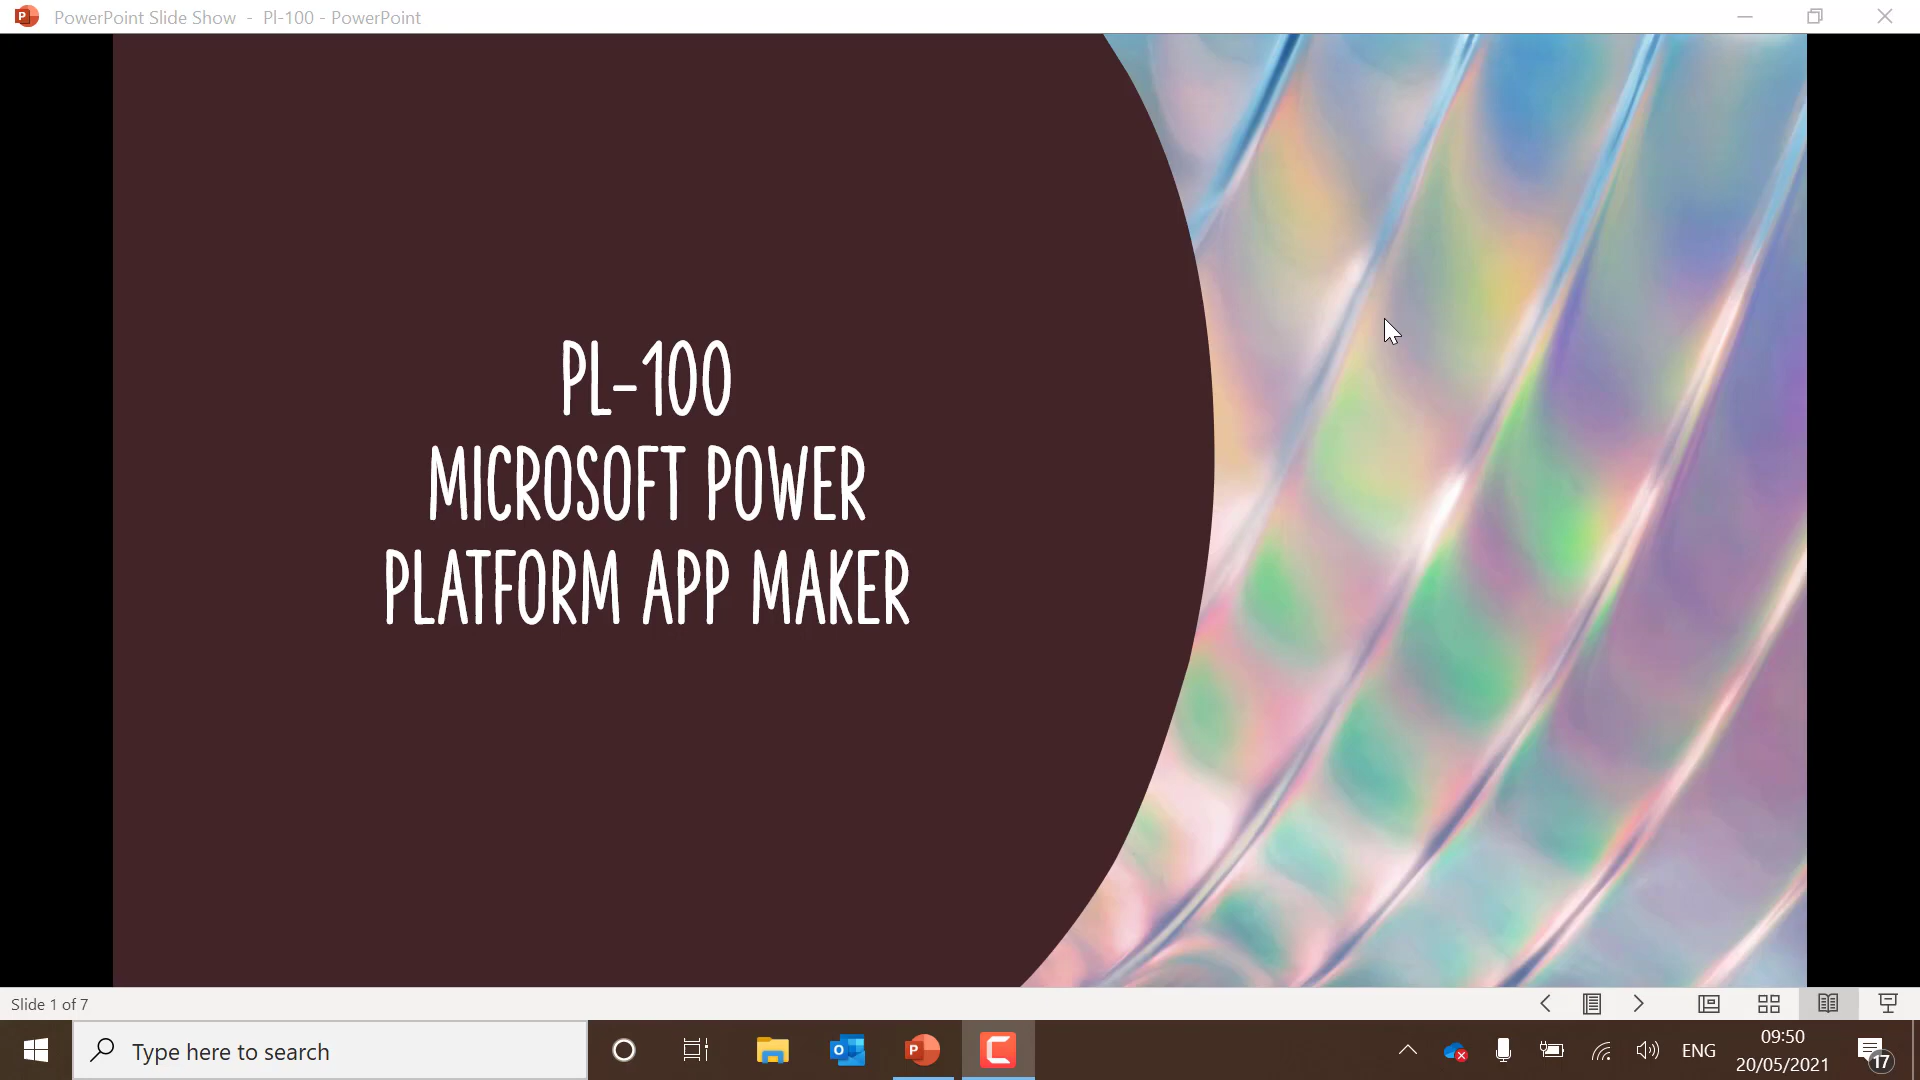 PowerPoint Slide Show - Pl-100 - PowerPoint
PL-100
MICROSOFT POWER
PLATFORM APP MAKER
Slide 1 of 7
Type here to search
ENG
09:50
20/05/2021
17